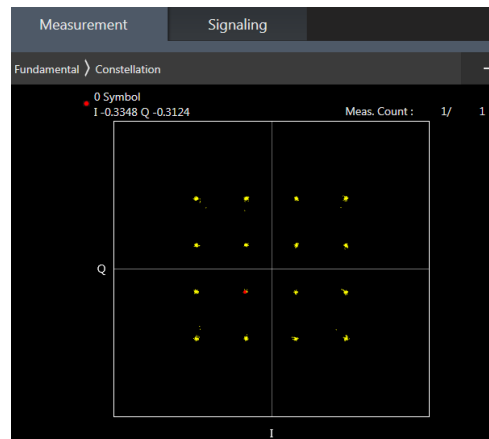 Measurement Signaling
Fundamental 〉 Constellation
0 Symbol
I -0.3348 Q -0.3124 Meas. Count : 1/ 1
Q
I